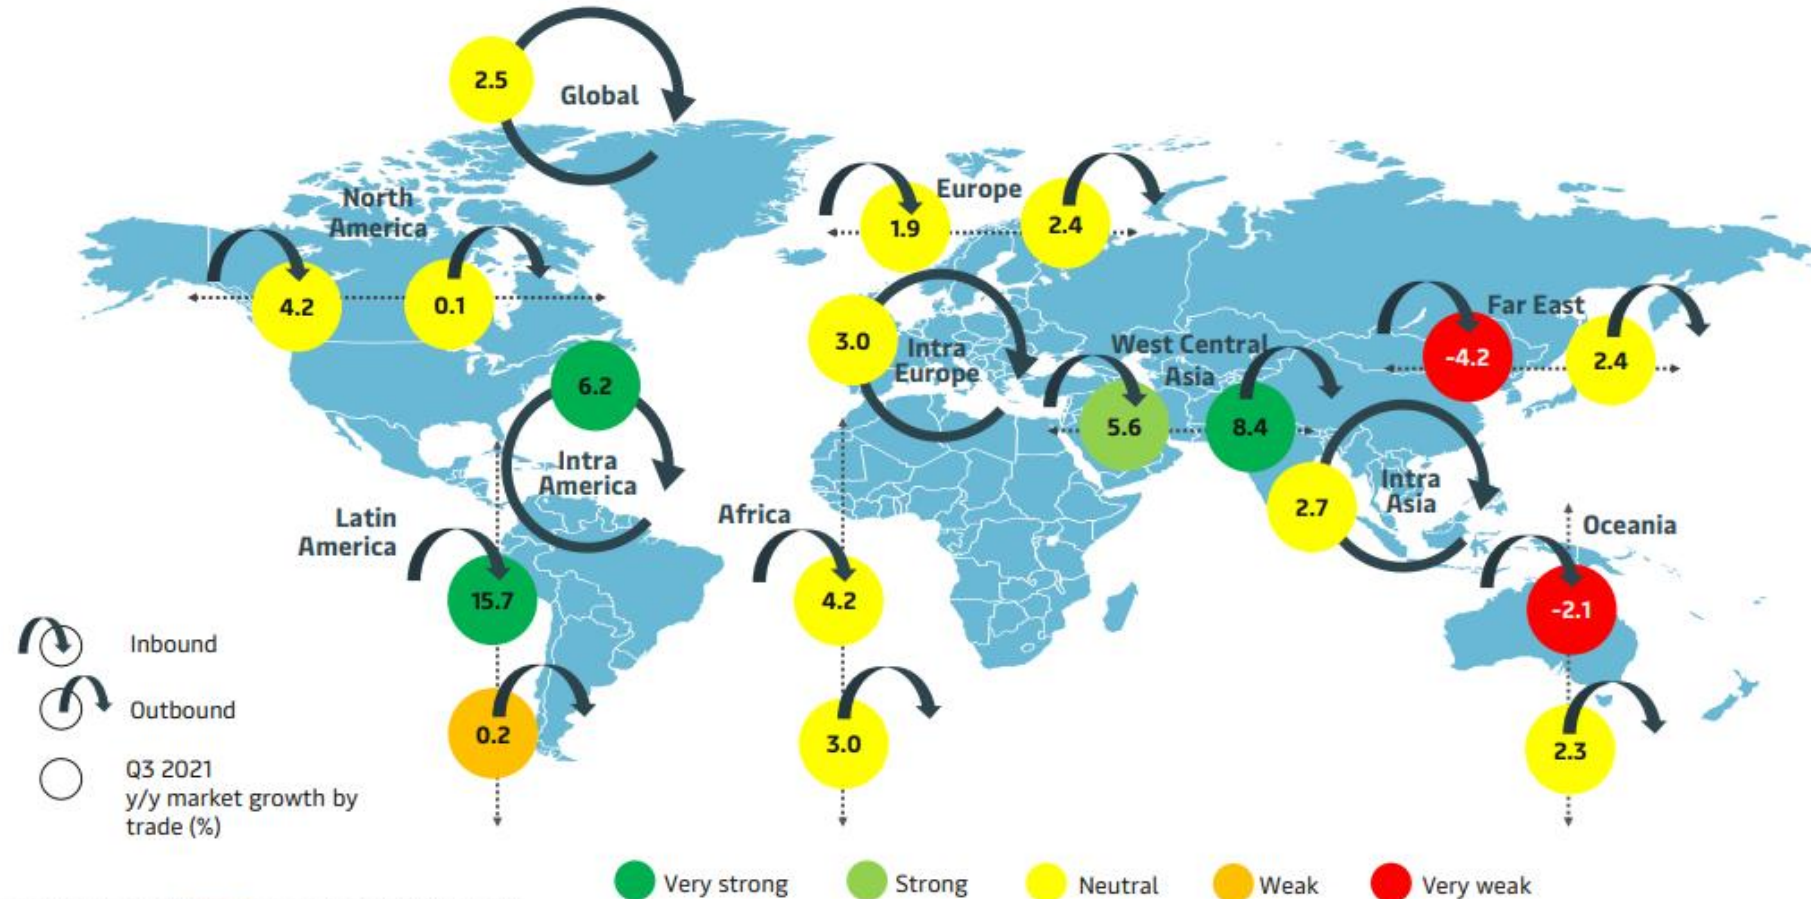 2.5
Global
North
America
4.2
0.1
Europe
1.9
2.4
3.0
Intra
Europe
West Central
Asia
5.6
8.4
Far East
-4.2
2.4
6.2
Intra
America
2.7
Intra
Asia
Latin
America
15.7
0.2
Africa
4.2
3.0
Oceania
-2.1
2.3
Inbound
Outbound
Q3 2021
y/y market growth by
trade (%)
Very strong
Strong
Neutral
Weak
Very weak